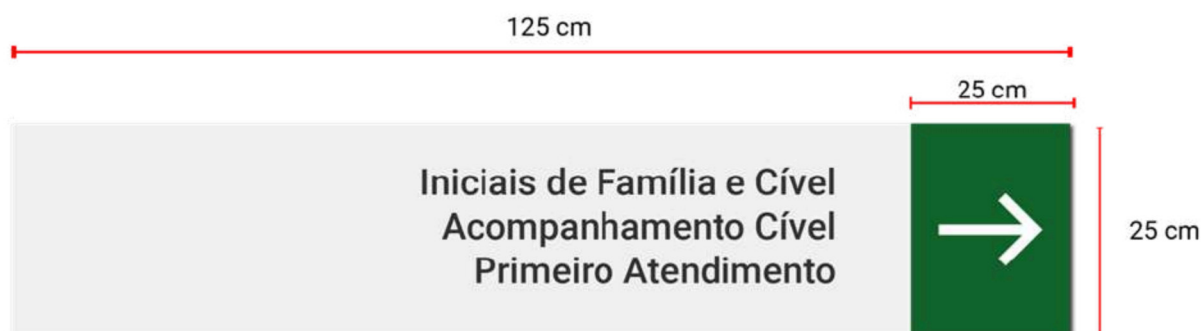 125 cm
25 cm
Iniciais de Família e Cível
Acompanhamento Cível
Primeiro Atendimento
25 cm